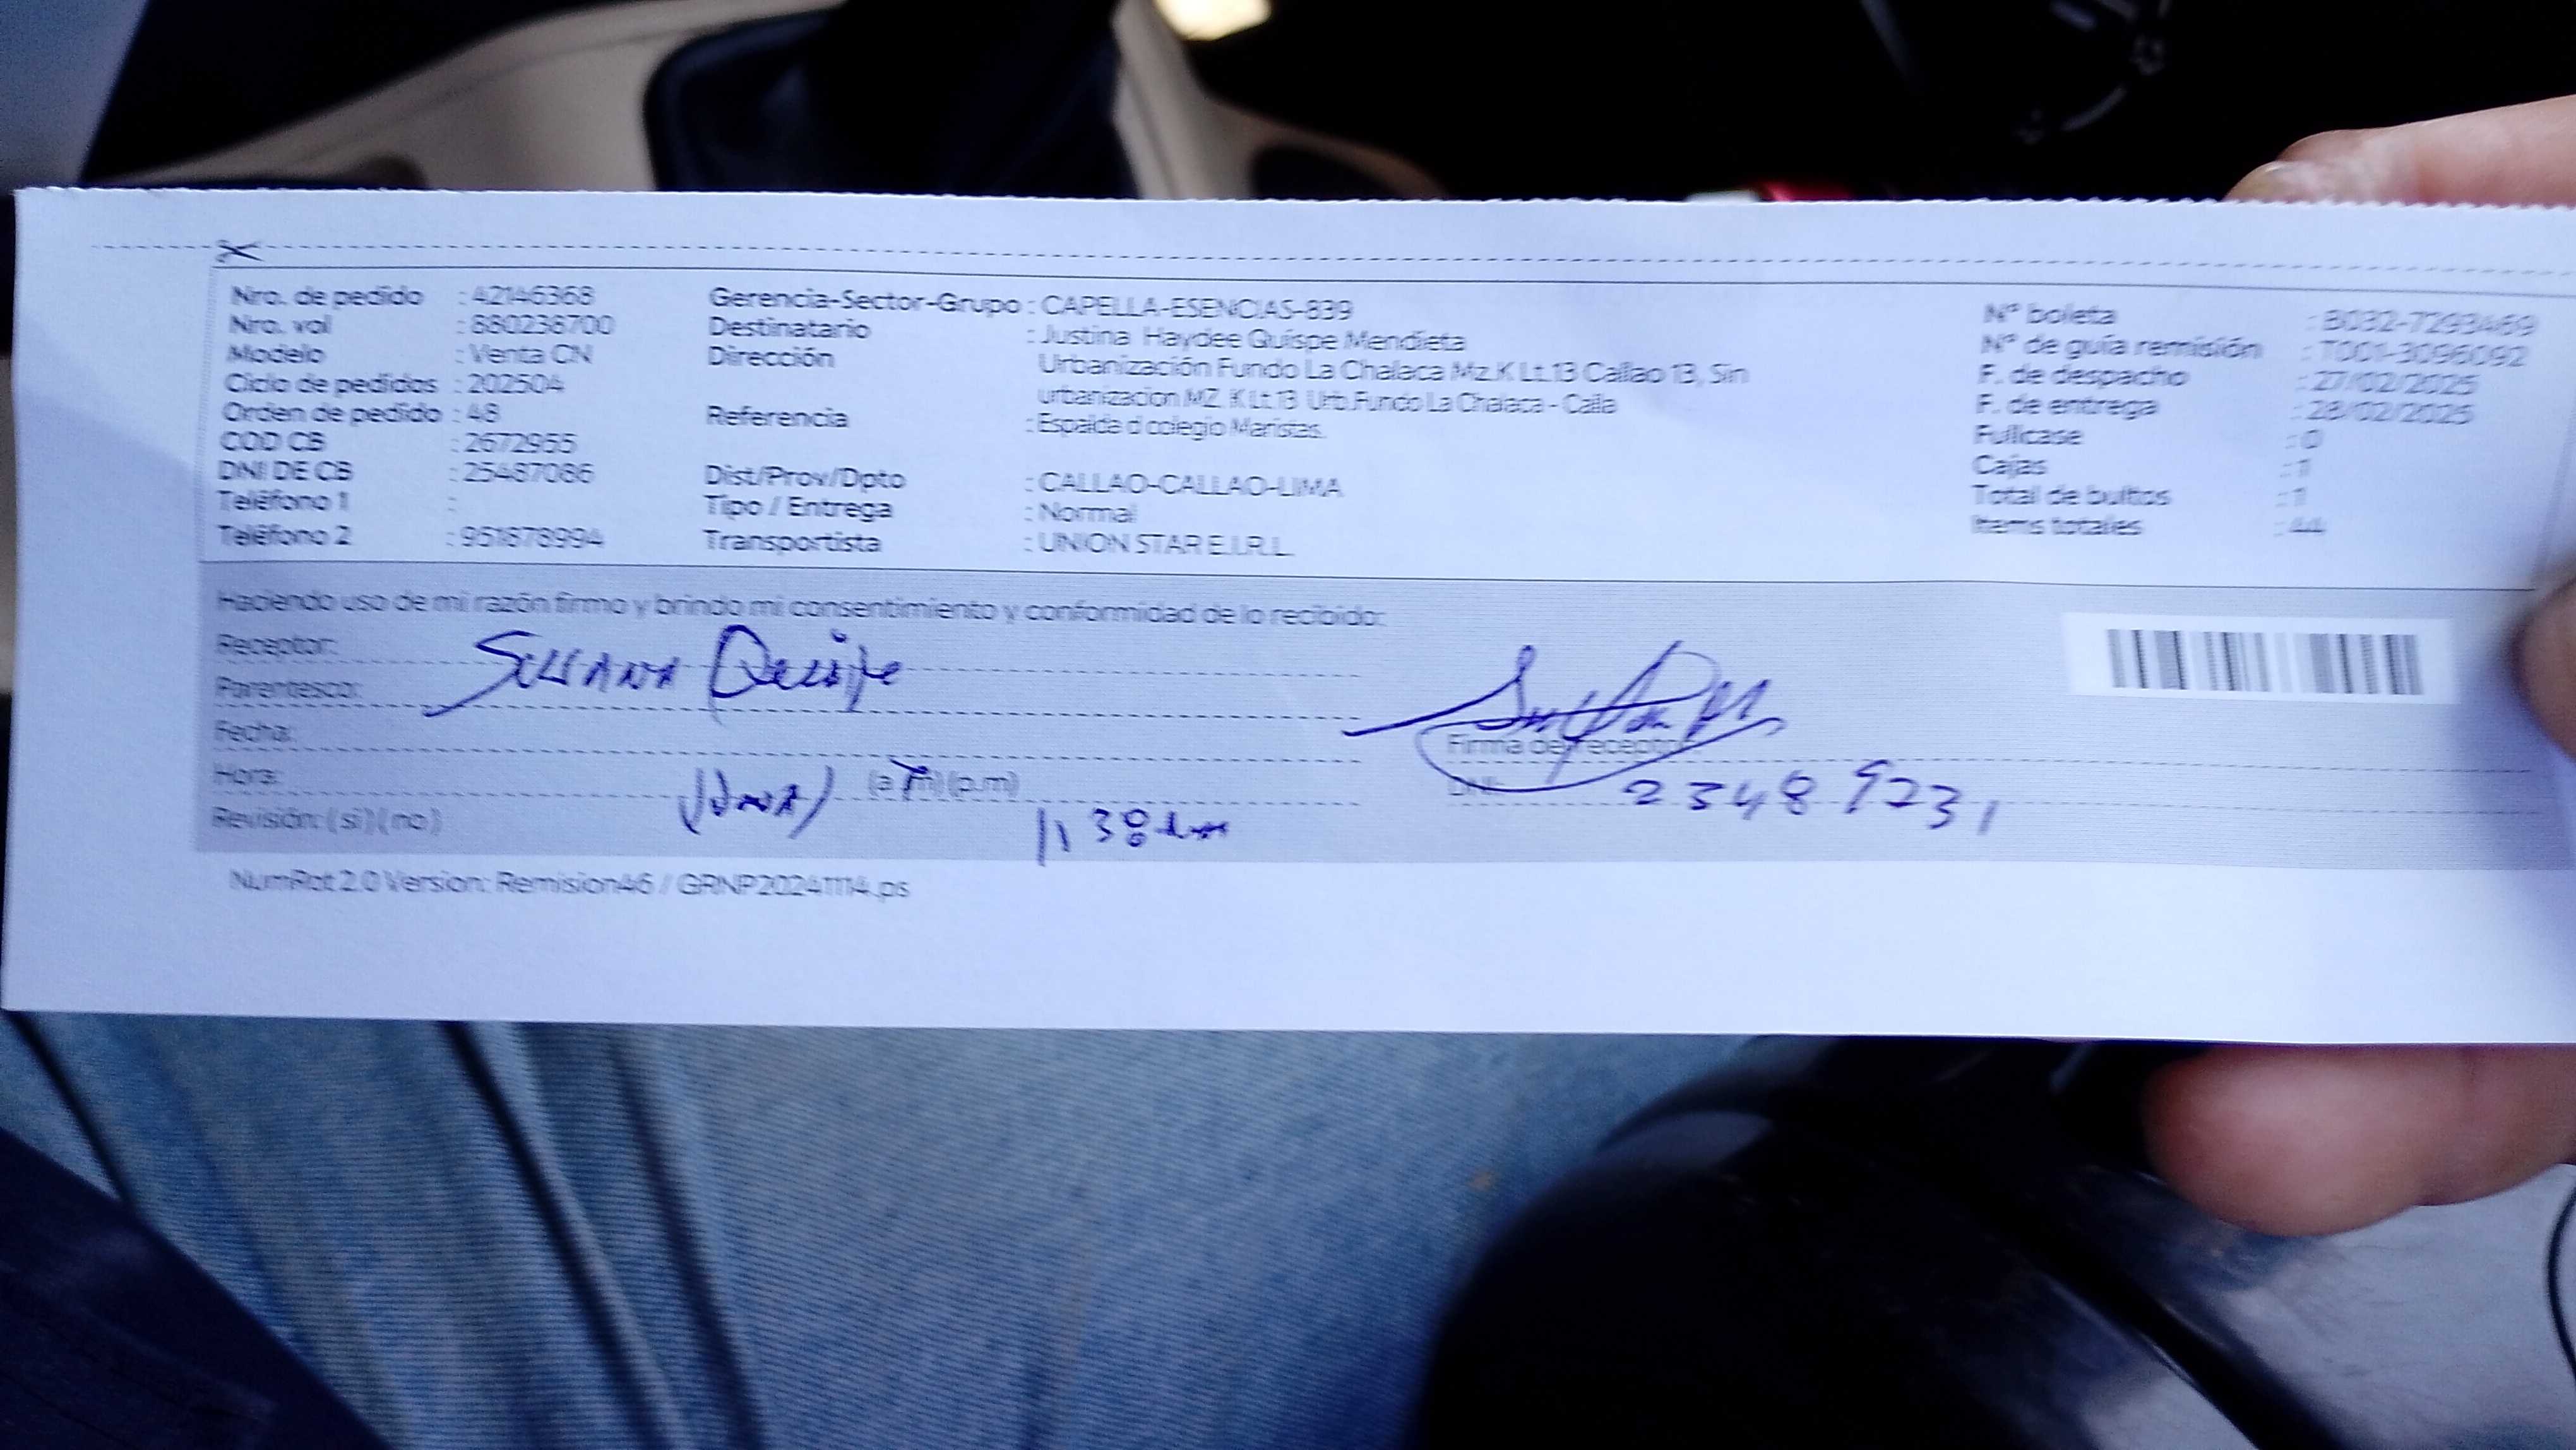 Nro. de pedido : 42146368
Nro. vol : 880236700
Modelo : Venta CN
Ciclo de pedidos : 202504
Orden de pedido : 48
COD CB : 2672955
DNI DE CB : 25487086
Teléfono 1 :
Teléfono 2 : 951878994
Gerencia-Sector-Grupo : CAPELLA-ESENCIAS-839
Destinatario : Justina Haydee Quispe Mendieta
Dirección Urbanización Fundo La Chalaca Mz.K Lt.13 Callao 13, Sin
urbanizacion MZ. K Lt.13 Urb.Fundo La Chalaca - Calla
Referencia : Espalda d colegio Maristas.
Dist/Prov/Dpto : CALLAO-CALLAO-LIMA
Tipo / Entrega : Normal
Transportista : UNION STAR E.I.R.L.
N° boleta : B032-7293469
N° de guía remisión : T001-3096092
F. de despacho : 27/02/2025
F. de entrega : 28/02/2025
Fullcase : 0
Cajas : 1
Total de bultos : 1
Items totales : 44
Haciendo uso de mi razón firmo y brindo mi consentimiento y conformidad de lo recibido:
Receptor: Susana Quispe
Parentesco:
Fecha:
Hora: (a.m) (p.m)
Revisión: ( si ) ( no ) 11 38
Firma del receptor:
DNI: 23489231
NumRot 2.0 Version: Remision46 / GRNP20241114.ps